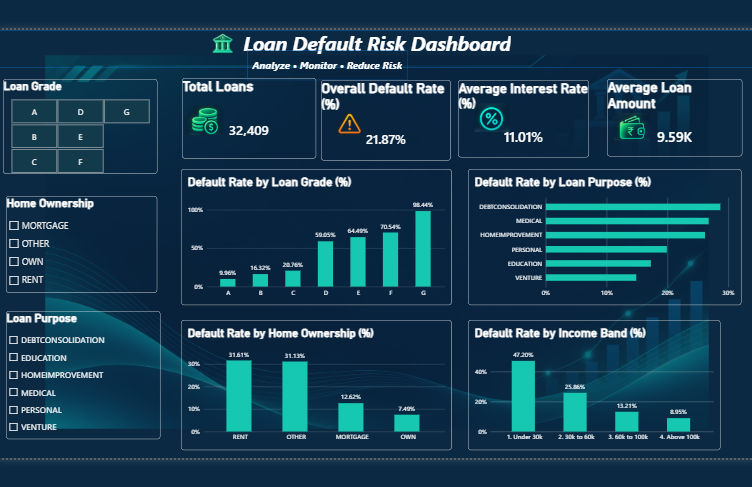 Loan Default Risk Dashboard
Analyze • Monitor • Reduce Risk
Loan Grade
A D G
B E
C F
Home Ownership
MORTGAGE
OTHER
OWN
RENT
Loan Purpose
DEBTCONSOLIDATION
EDUCATION
HOMEIMPROVEMENT
MEDICAL
PERSONAL
VENTURE
Total Loans
32,409
Overall Default Rate
(%)
21.87%
Average Interest Rate
(%)
11.01%
Average Loan
Amount
9.59K
Default Rate by Loan Grade (%)
100%
50%
0%
9.96% 16.32% 20.76% 59.05% 64.49% 70.54% 98.44%
A B C D E F G
Default Rate by Loan Purpose (%)
DEBTCONSOLIDATION
MEDICAL
HOMEIMPROVEMENT
PERSONAL
EDUCATION
VENTURE
0% 10% 20% 30%
Default Rate by Home Ownership (%)
30%
20%
10%
0%
31.61% 31.13% 12.62% 7.49%
RENT OTHER MORTGAGE OWN
Default Rate by Income Band (%)
40%
20%
0%
47.20% 25.86% 13.21% 8.95%
1. Under 30k 2. 30k to 60k 3. 60k to 100k 4. Above 100k